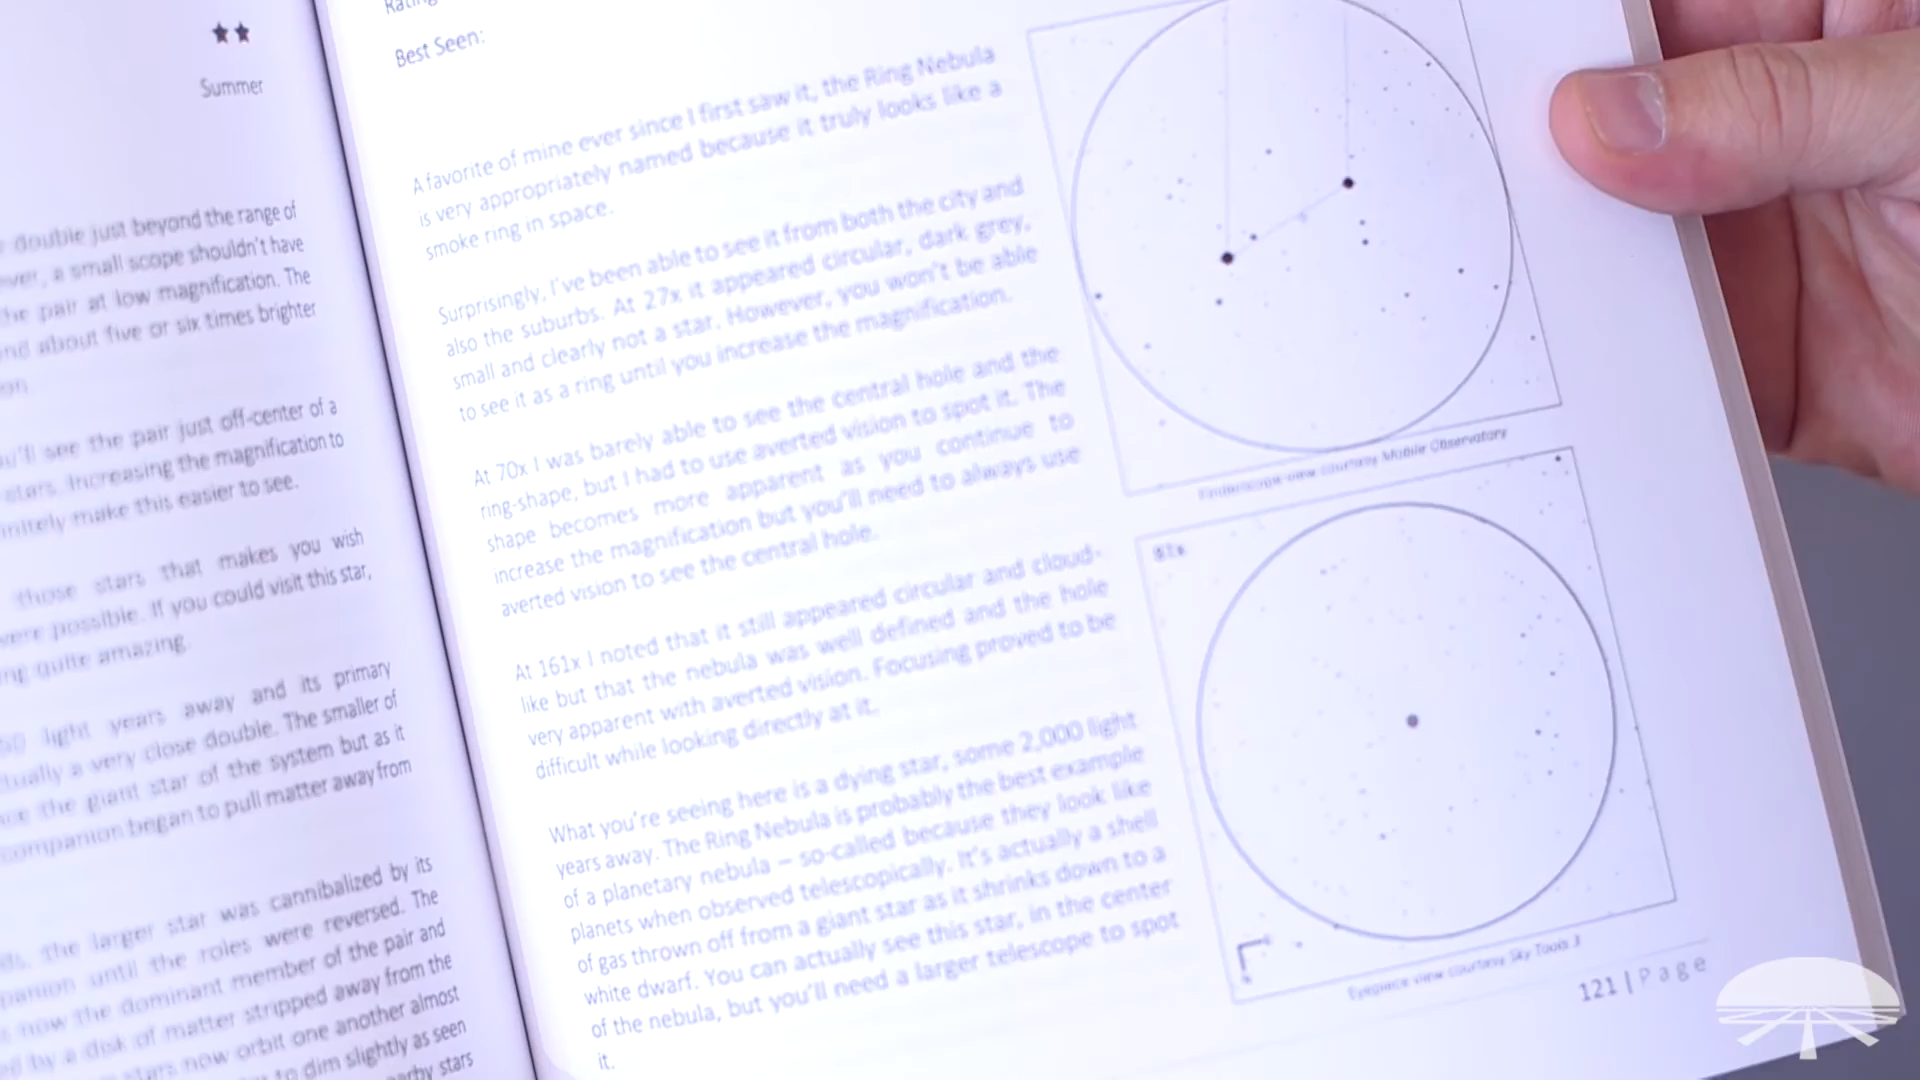 ★★
Summer
double just beyond the range of
a small scope shouldn't have
the pair at low magnification. The
and about five or six times brighter
see the pair just off-center of a
stars. Increasing the magnification to
make this easier to see.
those stars that makes you wish
were possible. If you could visit this star,
quite amazing.
light years away and its primary
a very close double. The smaller of
the giant star of the system but as it
companion began to pull matter away from
the larger star was cannibalized by its
until the roles were reversed. The
now the dominant member of the pair and
by a disk of matter stripped away from the
stars now orbit one another almost
to dim slightly as seen
stars
Best Seen:
A favorite of mine ever since I first saw it, the Ring Nebula
is very appropriately named because it truly looks like a
smoke ring in space.
Surprisingly, I've been able to see it from both the city and
also the suburbs. At 27x it appeared circular, dark grey,
small and clearly not a star. However, you won't be able
to see it as a ring until you increase the magnification.
At 70x I was barely able to see the central hole and the
ring-shape, but I had to use averted vision to spot it. The
shape becomes more apparent as you continue to
increase the magnification but you'll need to always use
averted vision to see the central hole.
At 161x I noted that it still appeared circular and cloud-
like but that the nebula was well defined and the hole
very apparent with averted vision. Focusing proved to be
difficult while looking directly at it.
What you're seeing here is a dying star, some 2,000 light
years away. The Ring Nebula is probably the best example
of a planetary nebula – so-called because they look like
planets when observed telescopically. It's actually a shell
of gas thrown off from a giant star as it shrinks down to a
white dwarf. You can actually see this star, in the center
of the nebula, but you'll need a larger telescope to spot
it.
Finderscope view courtesy Mobile Observatory
Eyepiece view courtesy Sky Tools 3
121 | Page